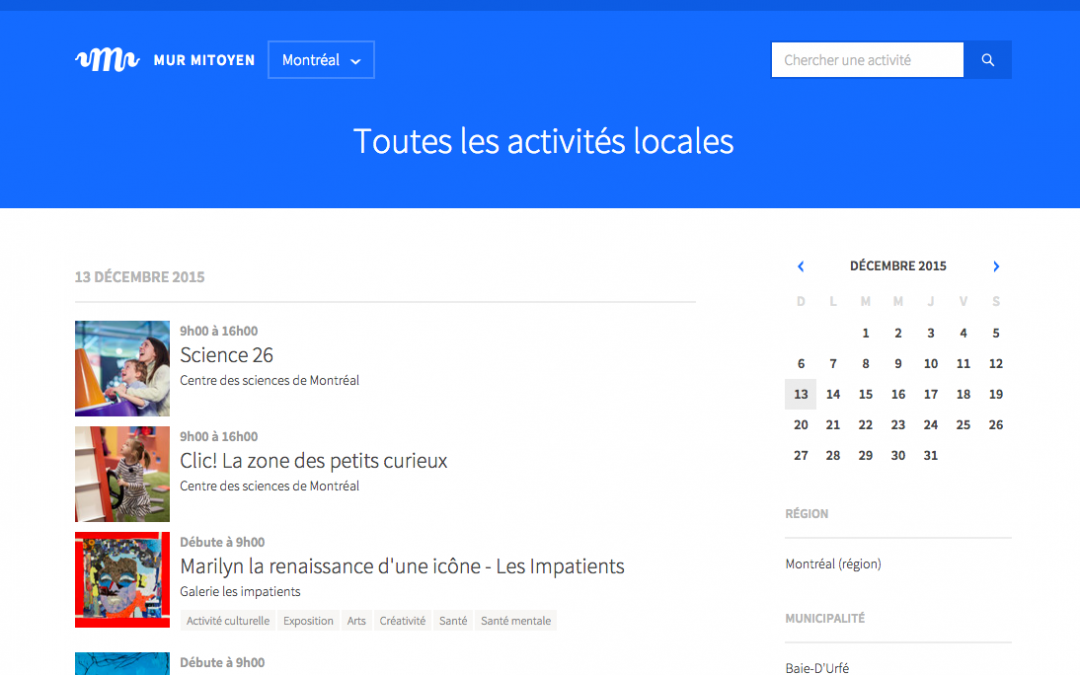 MUR MITOYEN
Montréal
Chercher une activité
Toutes les activités locales
13 DÉCEMBRE 2015
9h00 à 16h00
Science 26
Centre des sciences de Montréal
9h00 à 16h00
Clic! La zone des petits curieux
Centre des sciences de Montréal
Débute à 9h00
Marilyn la renaissance d'une icône - Les Impatients
Galerie les impatients
Activité culturelle Exposition Arts Créativité Santé Santé mentale
Débute à 9h00
DÉCEMBRE 2015
D L M M J V S
1 2 3 4 5
6 7 8 9 10 11 12
13 14 15 16 17 18 19
20 21 22 23 24 25 26
27 28 29 30 31
RÉGION
Montréal (région)
MUNICIPALITÉ
Baie-D'Urfé